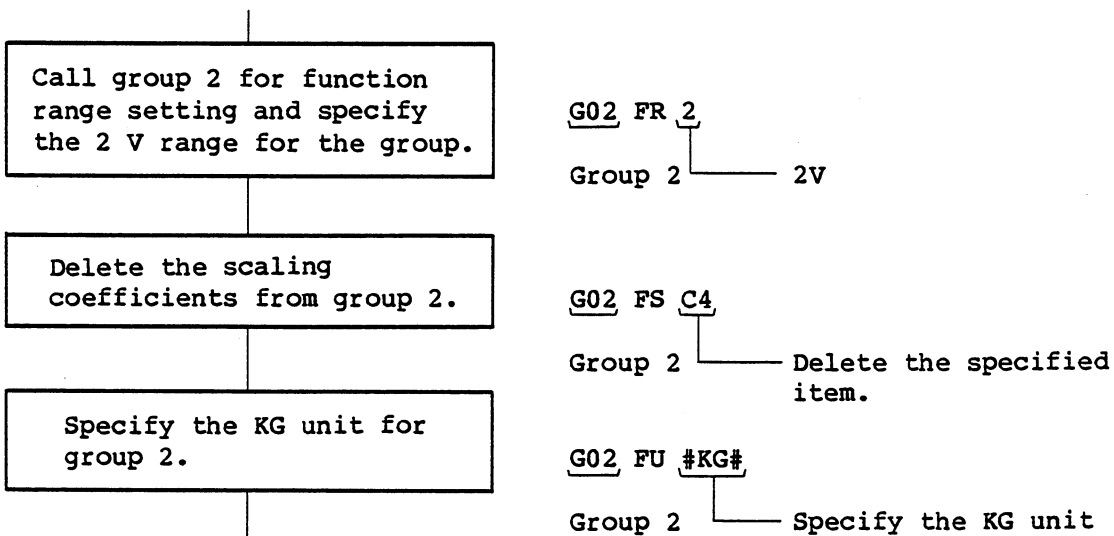 Call group 2 for function
range setting and specify
the 2 V range for the group.
G02 FR 2
Group 2
2V
Delete the scaling
coefficients from group 2.
G02 FS C4
Group 2
Delete the specified
item.
Specify the KG unit for
group 2.
G02 FU #KG#
Group 2
Specify the KG unit